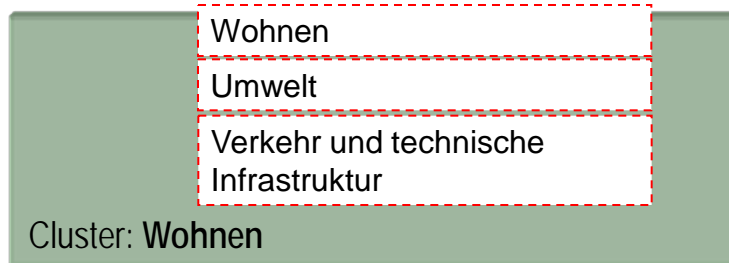 Wohnen
Umwelt
Verkehr und technische
Infrastruktur
Cluster: Wohnen